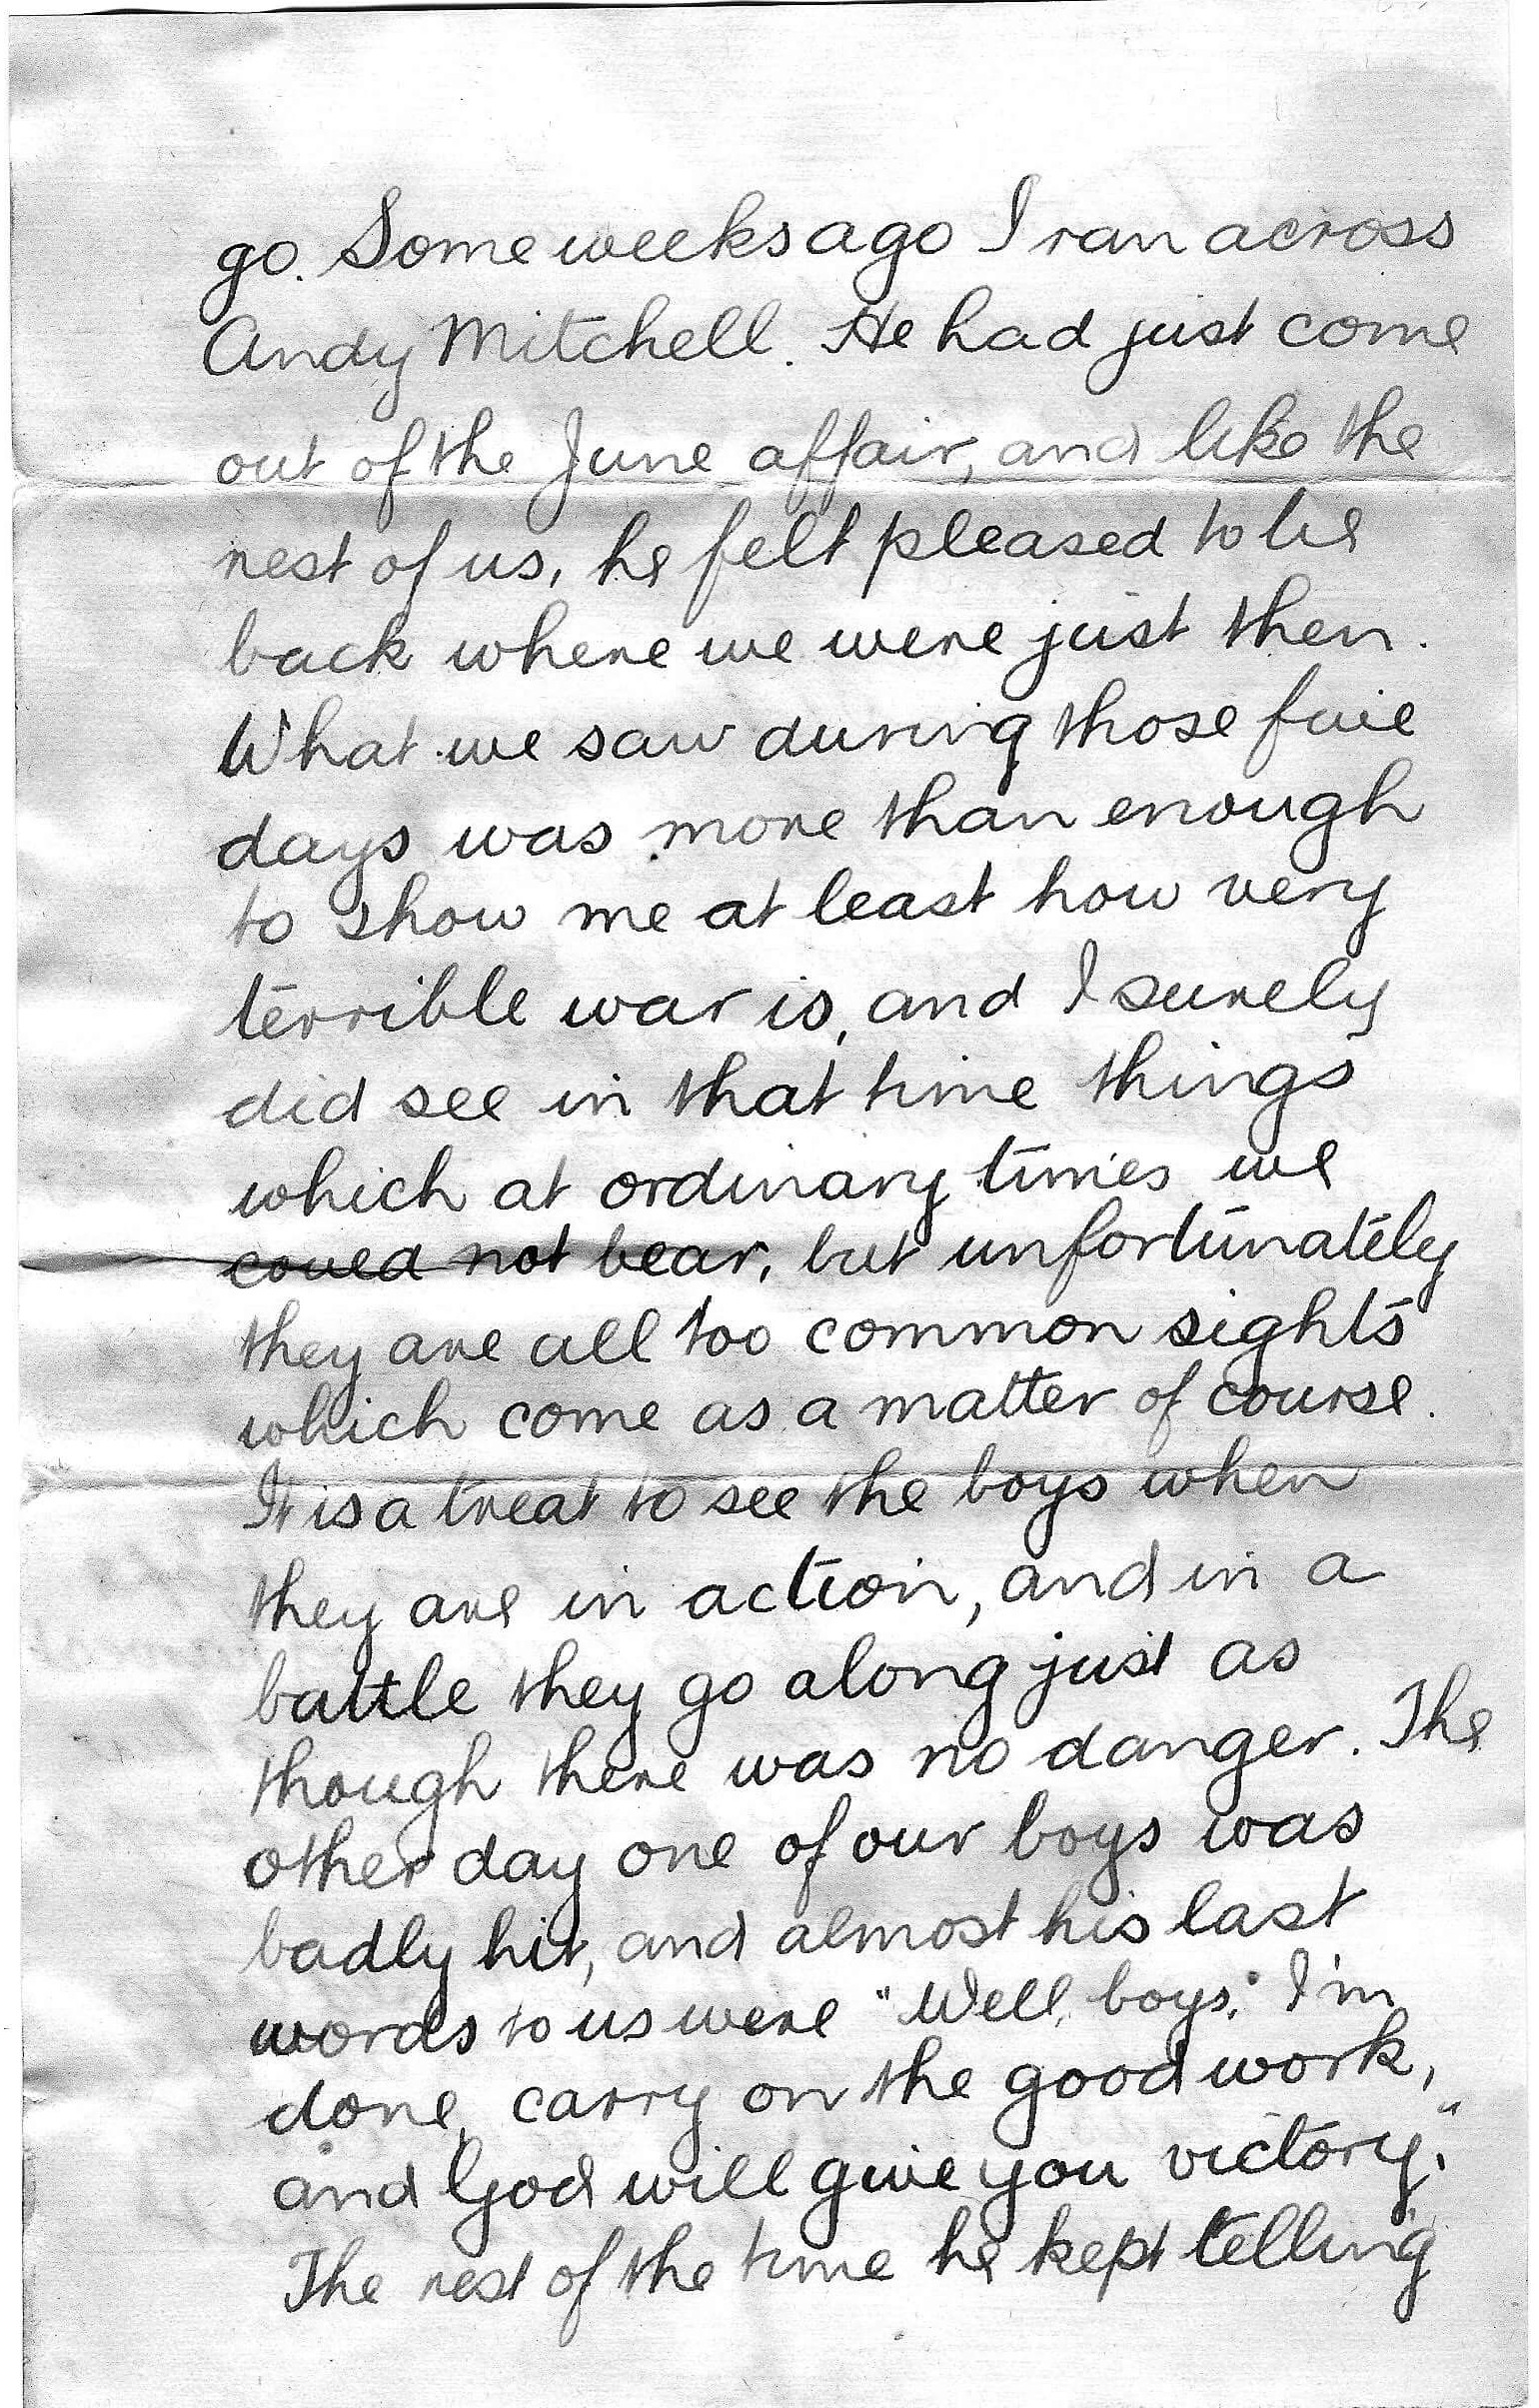 go. Some weeks ago I ran across
Andy Mitchell. He had just come
out of the June affair, and like the
rest of us, he felt pleased to be
back where we were just then.
What we saw during those five
days was more than enough
to show me at least how very
terrible war is, and I surely
did see in that time things
which at ordinary times we
could not bear, but unfortunately
they are all too common sights
which come as a matter of course.
It is a treat to see the boys when
they are in action, and in a
battle they go along just as
though there was no danger. The
other day one of our boys was
badly hit, and almost his last
words to us were "Well, boys," I'm
done, carry on the good work,
and God will give you victory."
The rest of the time he kept telling